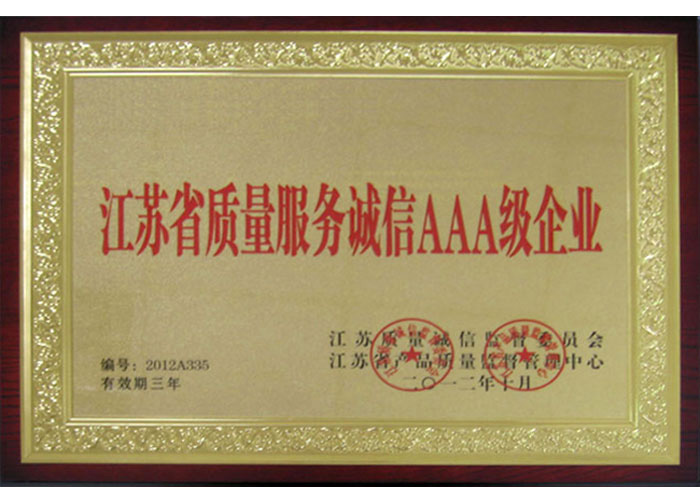 江苏省质量服务诚信AAA级企业
江苏质量诚信监督委员会
江苏省产品质量监督管理中心
二〇一二年十月
编号：2012A335
有效期三年